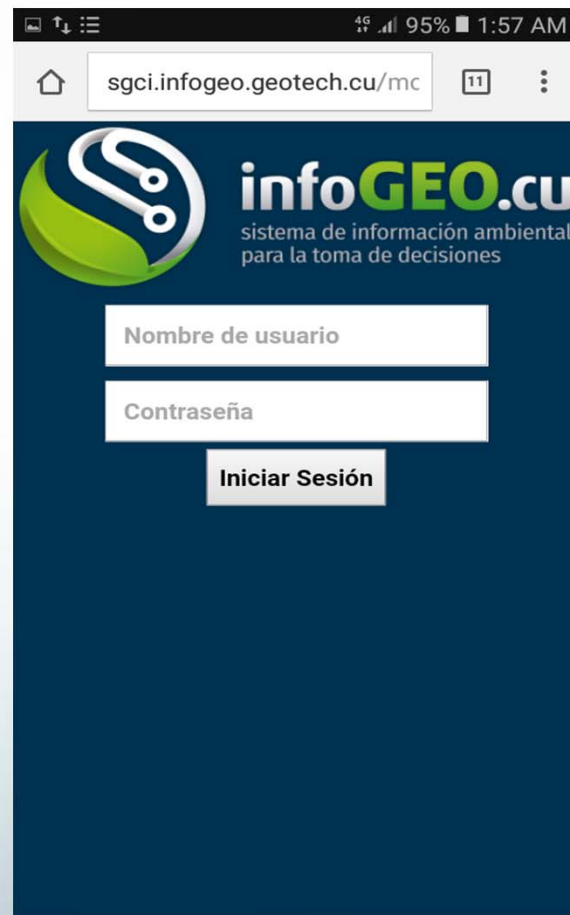 4G 95% 1:57 AM
sgci.infogeo.geotech.cu/mc 11
infoGEO.cu
sistema de información ambiental
para la toma de decisiones
Nombre de usuario
Contraseña
Iniciar Sesión